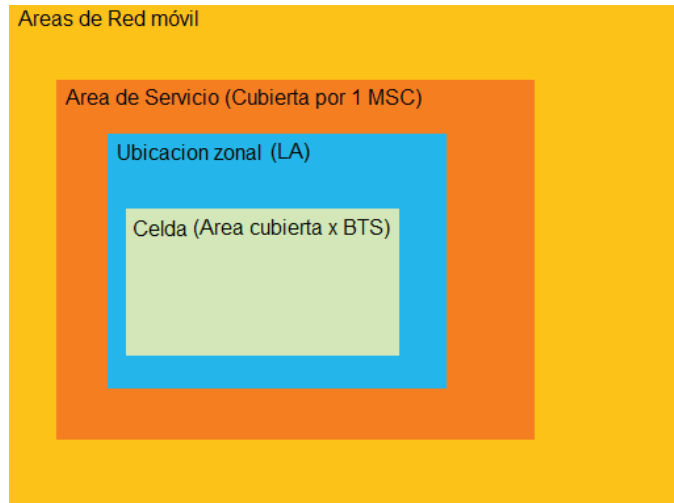 Areas de Red móvil
Area de Servicio (Cubierta por 1 MSC)
Ubicacion zonal (LA)
Celda (Area cubierta x BTS)